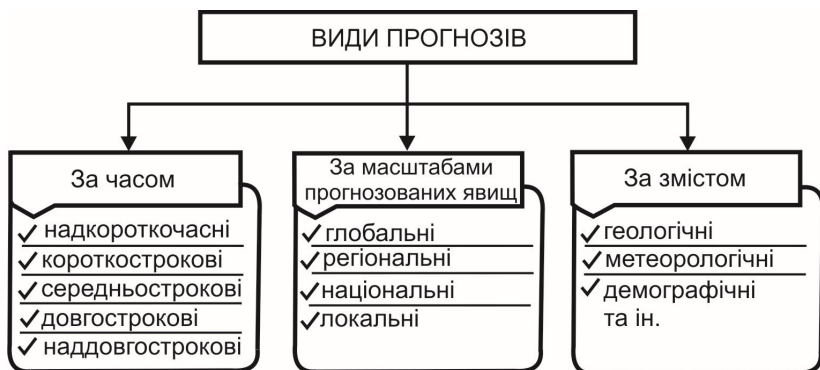 ВИДИ ПРОГНОЗІВ
За часом
надкороткочасні
короткострокові
середньострокові
довгострокові
наддовгострокові
За масштабами
прогнозованих явищ
глобальні
регіональні
національні
локальні
За змістом
геологічні
метеорологічні
демографічні
та ін.